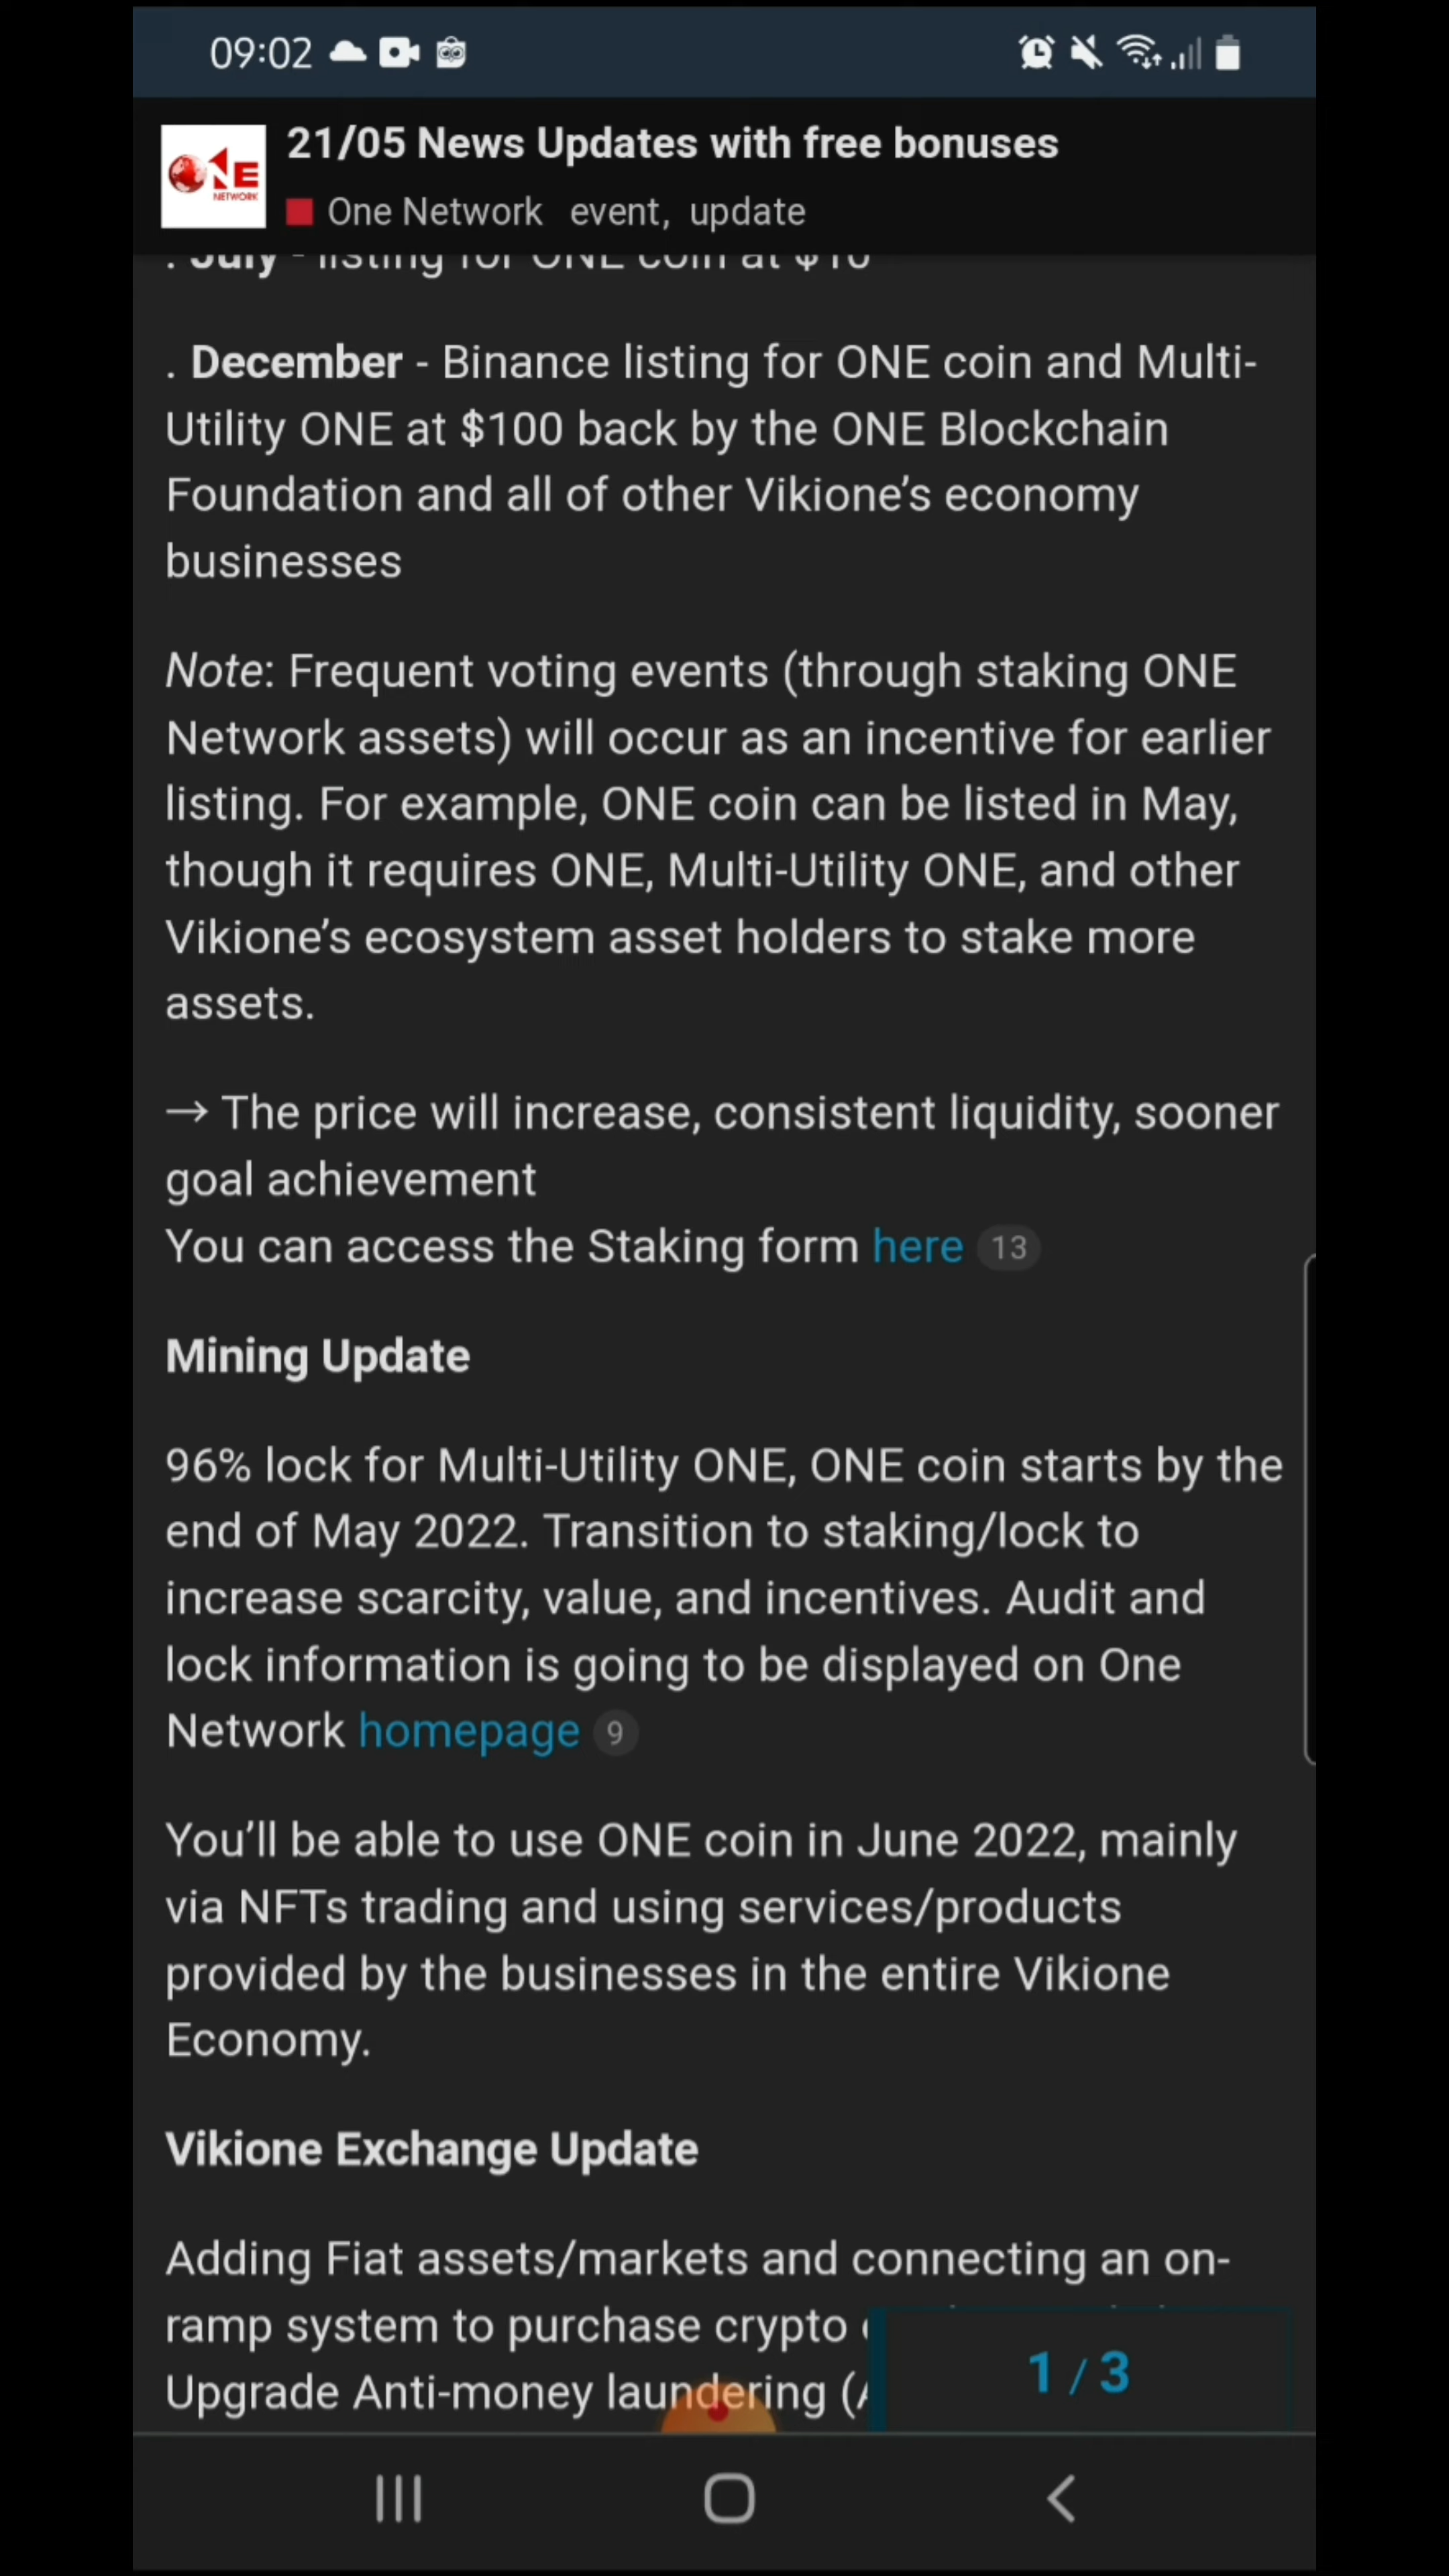 09:02
NE
NETWORK
21/05 News Updates with free bonuses
One Network event, update
. July - listing for ONE coin at $10
. December - Binance listing for ONE coin and Multi-
Utility ONE at $100 back by the ONE Blockchain
Foundation and all of other Vikione’s economy
businesses
Note: Frequent voting events (through staking ONE
Network assets) will occur as an incentive for earlier
listing. For example, ONE coin can be listed in May,
though it requires ONE, Multi-Utility ONE, and other
Vikione’s ecosystem asset holders to stake more
assets.
→ The price will increase, consistent liquidity, sooner
goal achievement
You can access the Staking form here 13
Mining Update
96% lock for Multi-Utility ONE, ONE coin starts by the
end of May 2022. Transition to staking/lock to
increase scarcity, value, and incentives. Audit and
lock information is going to be displayed on One
Network homepage 9
You’ll be able to use ONE coin in June 2022, mainly
via NFTs trading and using services/products
provided by the businesses in the entire Vikione
Economy.
Vikione Exchange Update
Adding Fiat assets/markets and connecting an on-
ramp system to purchase crypto
Upgrade Anti-money laundering (
1 / 3